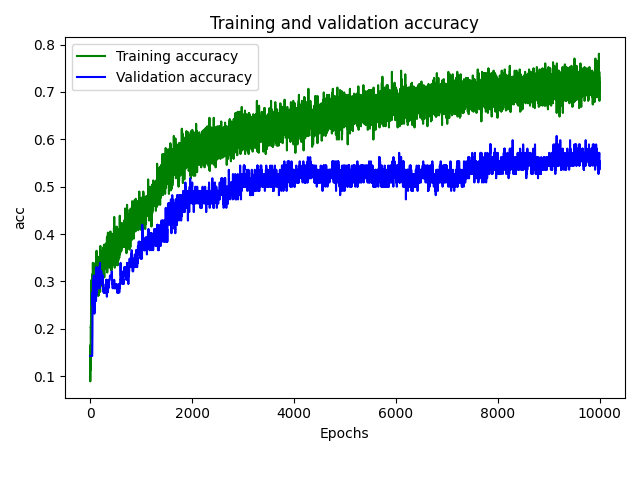 Training and validation accuracy
Training accuracy
Validation accuracy
acc
0.8
0.7
0.6
0.5
0.4
0.3
0.2
0.1
0 2000 4000 6000 8000 10000
Epochs